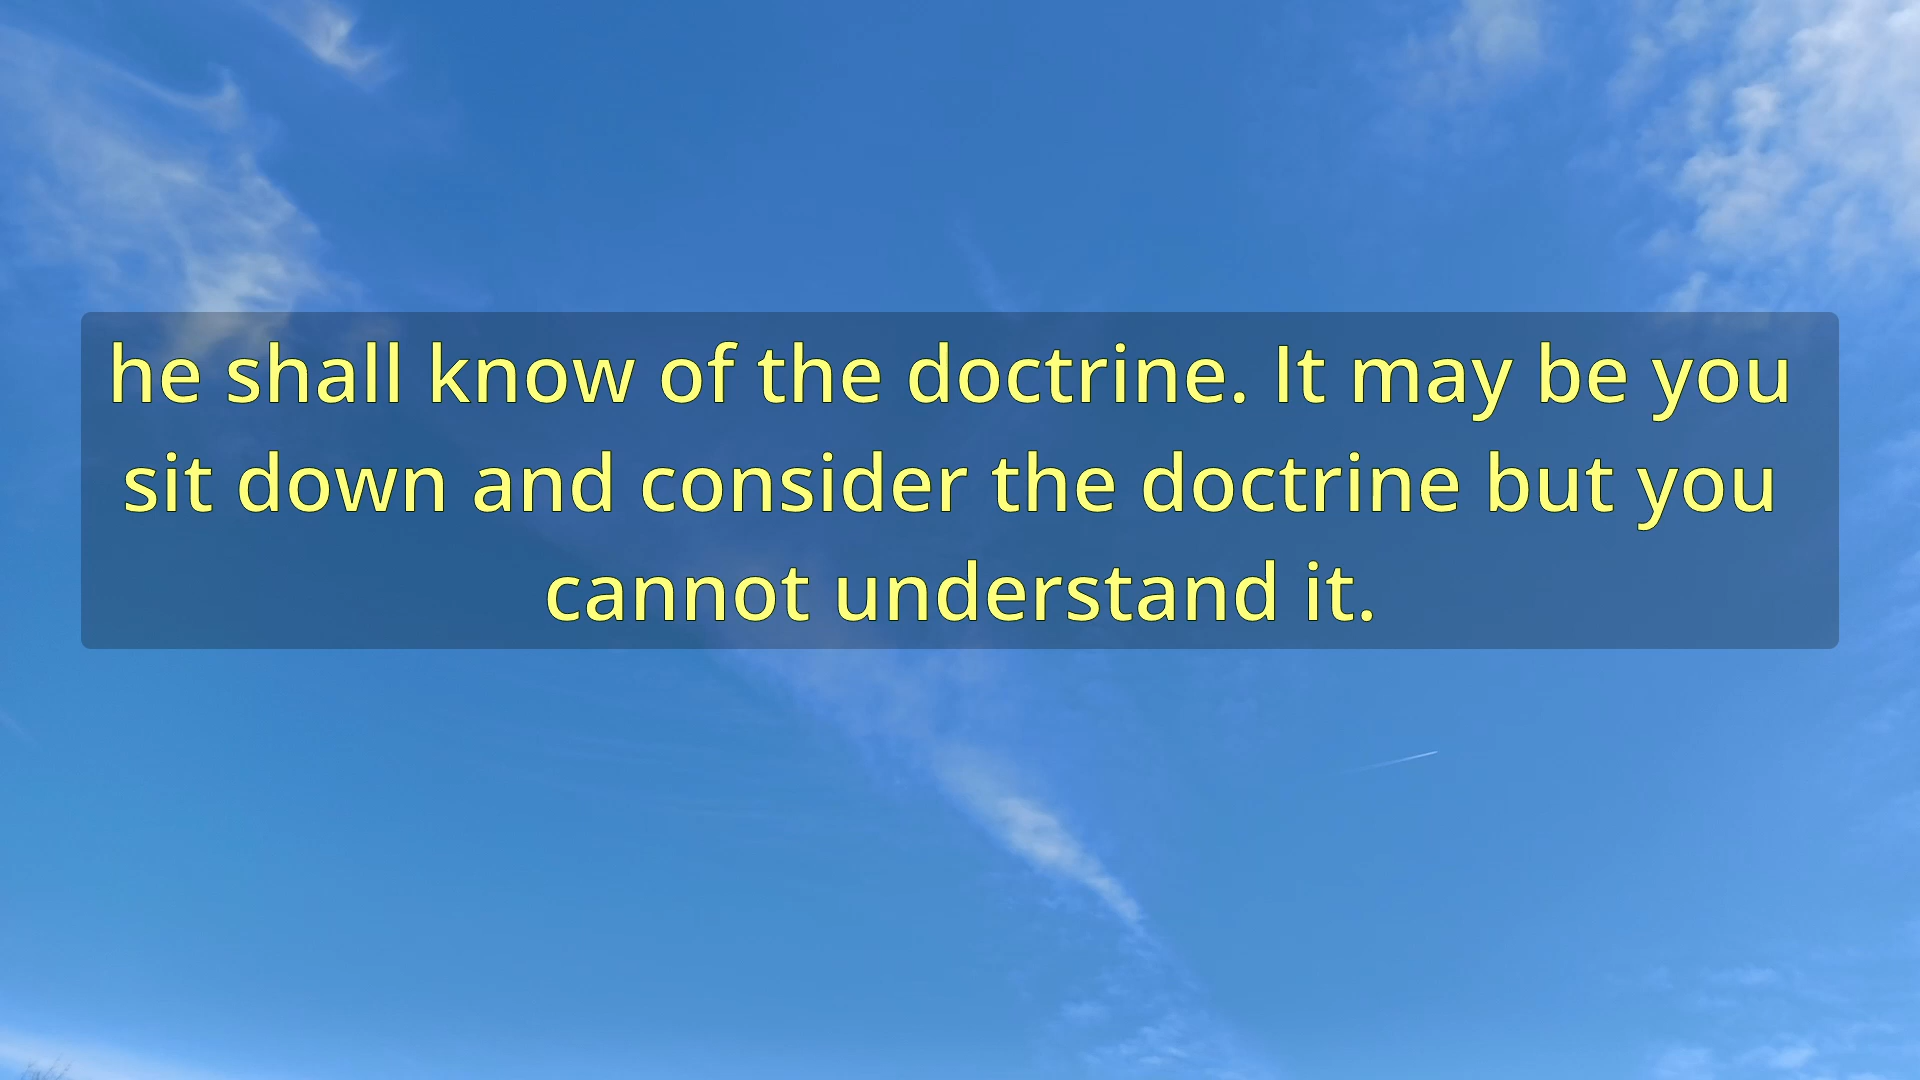 he shall know of the doctrine. It may be you
sit down and consider the doctrine but you
cannot understand it.